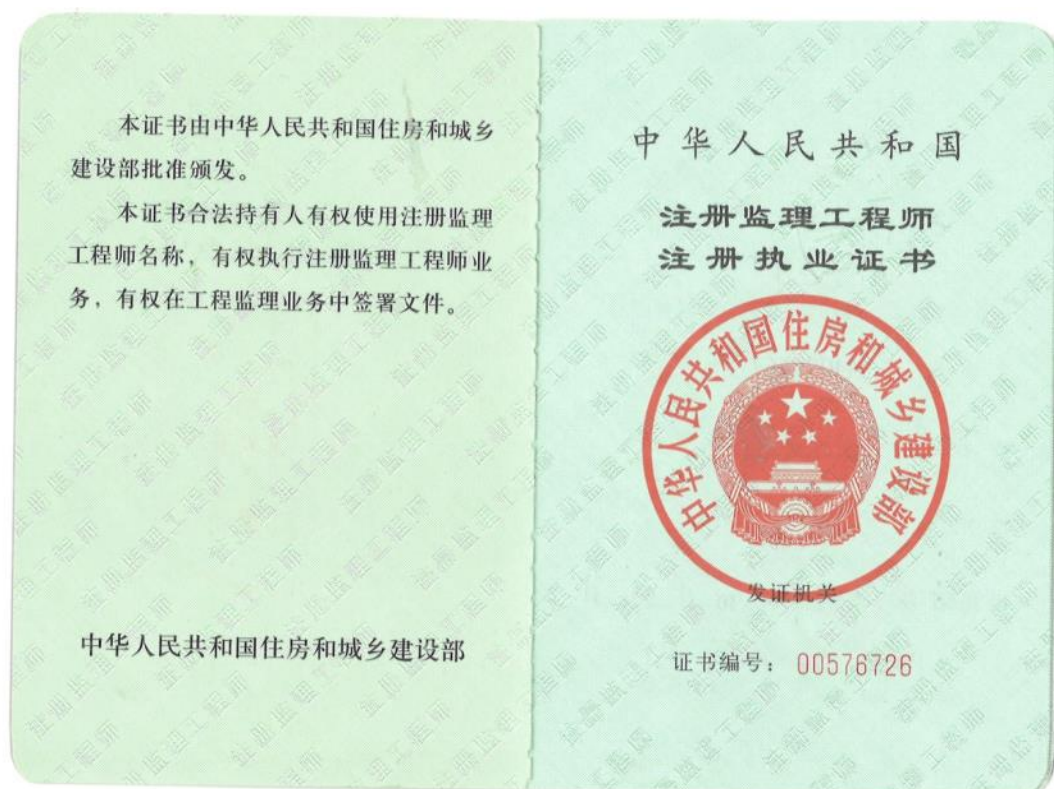 本证书由中华人民共和国住房和城乡
建设部批准颁发。
本证书合法持有人有权使用注册监理
工程师名称，有权执行注册监理工程师业
务，有权在工程监理业务中签署文件。
中华人民共和国住房和城乡建设部
中华人民共和国
注册监理工程师
注册执业证书
中华人民共和国住房和城乡建设部
发证机关
证书编号：00576726